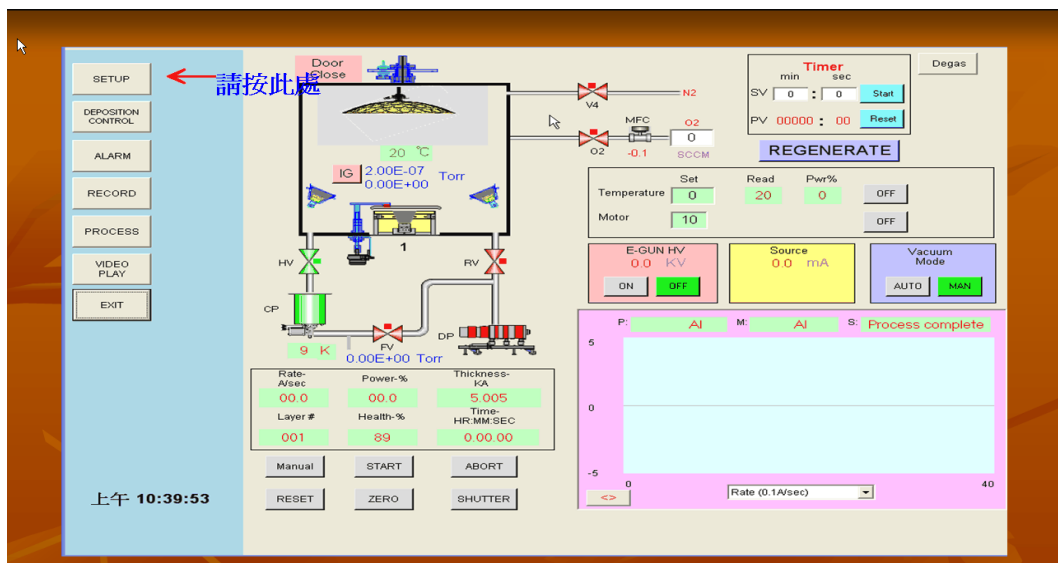 SETUP
請按此處
DEPOSITION
CONTROL
ALARM
RECORD
PROCESS
VIDEO
PLAY
EXIT
上午 10:39:53
Door
Close
20 ℃
IG
2.00E-07
0.00E+00
Torr
1
HV
RV
CP
9 K
FV
0.00E+00 Torr
DP
V4
N2
O2
MFC
-0.1
O2
0
SCCM
Timer
min sec
SV 0 : 0 Start
PV 00000 : 00 Reset
Degas
REGENERATE
Set Read Pwr%
Temperature 0 20 0 OFF
Motor 10 OFF
E-GUN HV
0.0 KV
ON OFF
Source
0.0 mA
Vacuum
Mode
AUTO MAN
Rate-
A/sec
Power-%
Thickness-
KA
00.0 00.0 5.005
Layer #
Health-%
Time-
HR:MM:SEC
001 89 0.00.00
Manual START ABORT
RESET ZERO SHUTTER
P: Al M: Al S: Process complete
5
0
-5
0 40
<>
Rate (0.1A/sec)